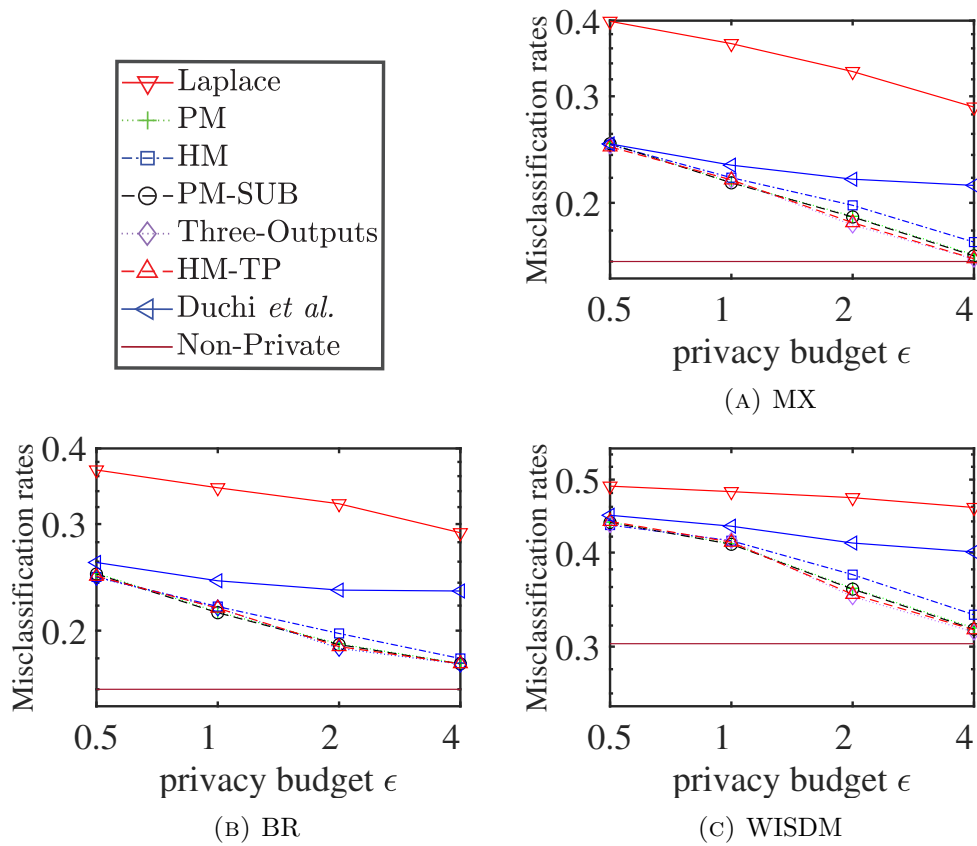 Laplace
PM
HM
PM-SUB
Three-Outputs
HM-TP
Duchi et al.
Non-Private
Misclassification rates
0.4
0.3
0.2
0.5 1 2 4
privacy budget ϵ
(A) MX
Misclassification rates
0.4
0.3
0.2
0.5 1 2 4
privacy budget ϵ
(B) BR
Misclassification rates
0.5
0.4
0.3
0.5 1 2 4
privacy budget ϵ
(C) WISDM